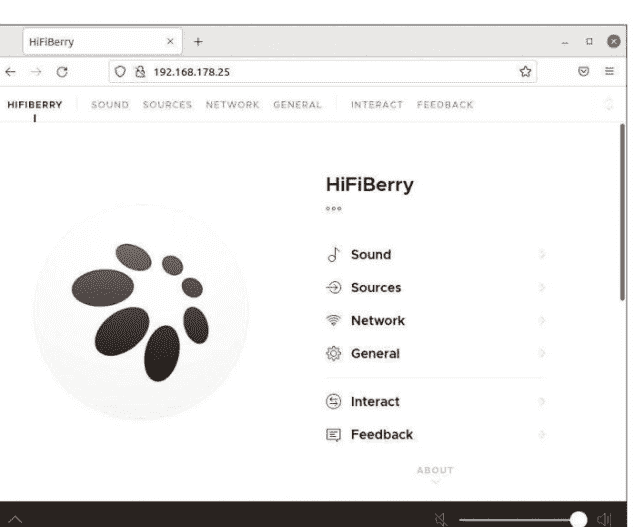 HiFiBerry
192.168.178.25
HIFIBERRY SOUND SOURCES NETWORK GENERAL INTERACT FEEDBACK
HiFiBerry
Sound
Sources
Network
General
Interact
Feedback
ABOUT